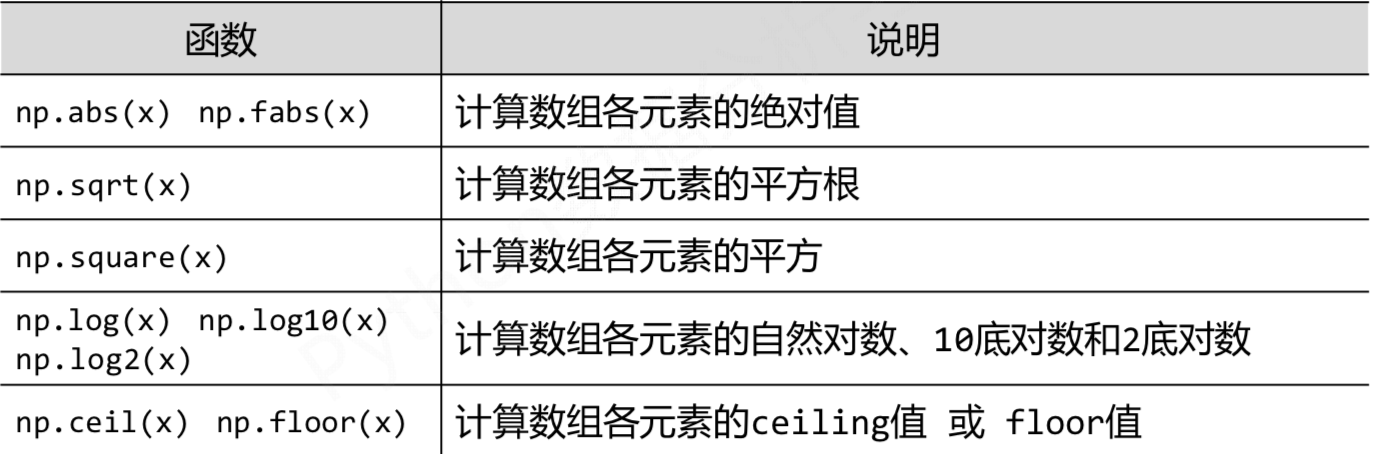 函数 说明
np.abs(x) np.fabs(x) 计算数组各元素的绝对值
np.sqrt(x) 计算数组各元素的平方根
np.square(x) 计算数组各元素的平方
np.log(x) np.log10(x)
np.log2(x) 计算数组各元素的自然对数、10底对数和2底对数
np.ceil(x) np.floor(x) 计算数组各元素的ceiling值 或 floor值